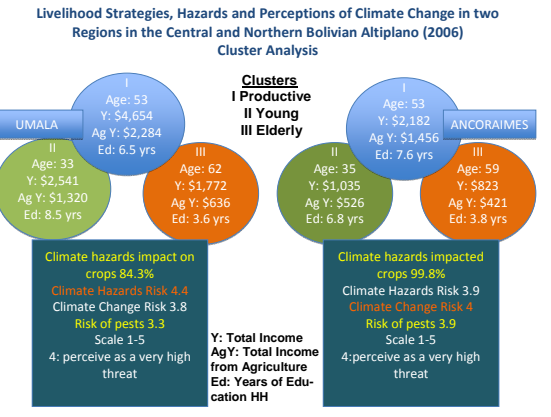 Livelihood Strategies, Hazards and Perceptions of Climate Change in two
Regions in the Central and Northern Bolivian Altiplano (2006)
Cluster Analysis
Clusters
I Productive
II Young
III Elderly
UMALA
I
Age: 53
Y: $4,654
Ag Y: $2,284
Ed: 6.5 yrs
II
Age: 33
Y: $2,541
Ag Y: $1,320
Ed: 8.5 yrs
III
Age: 62
Y: $1,772
Ag Y: $636
Ed: 3.6 yrs
ANCORAIMES
I
Age: 53
Y: $2,182
Ag Y: $1,456
Ed: 7.6 yrs
II
Age: 35
Y: $1,035
Ag Y: $526
Ed: 6.8 yrs
III
Age: 59
Y: $823
Ag Y: $421
Ed: 3.8 yrs
Climate hazards impact on
crops 84.3%
Climate Hazards Risk 4.4
Climate Change Risk 3.8
Risk of pests 3.3
Scale 1-5
4: perceive as a very high
threat
Y: Total Income
AgY: Total Income
from Agriculture
Ed: Years of Edu-
cation HH
Climate hazards impacted
crops 99.8%
Climate Hazards Risk 3.9
Climate Change Risk 4
Risk of pests 3.9
Scale 1-5
4: perceive as a very high
threat